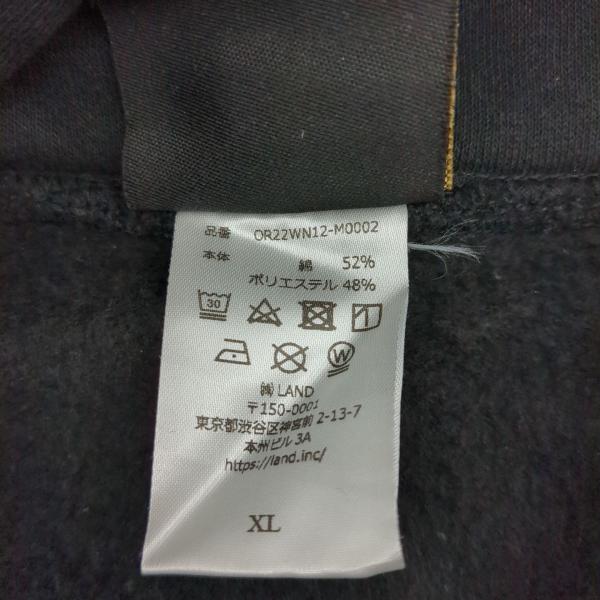 品番 OR22WN12-M0002
本体 綿 52%
ポリエステル 48%
30
W
㈱ LAND
〒150-0001
東京都渋谷区神宮前 2-13-7
本州ビル 3A
https://land.inc/
XL